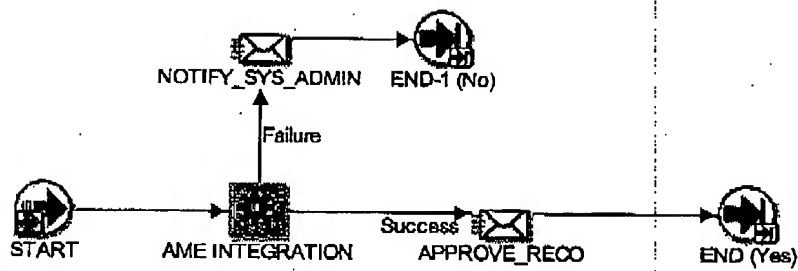 NOTIFY_SYS_ADMIN
END-1 (No)
Failure
Success
START
AME INTEGRATION
APPROVE_RECO
END (Yes)